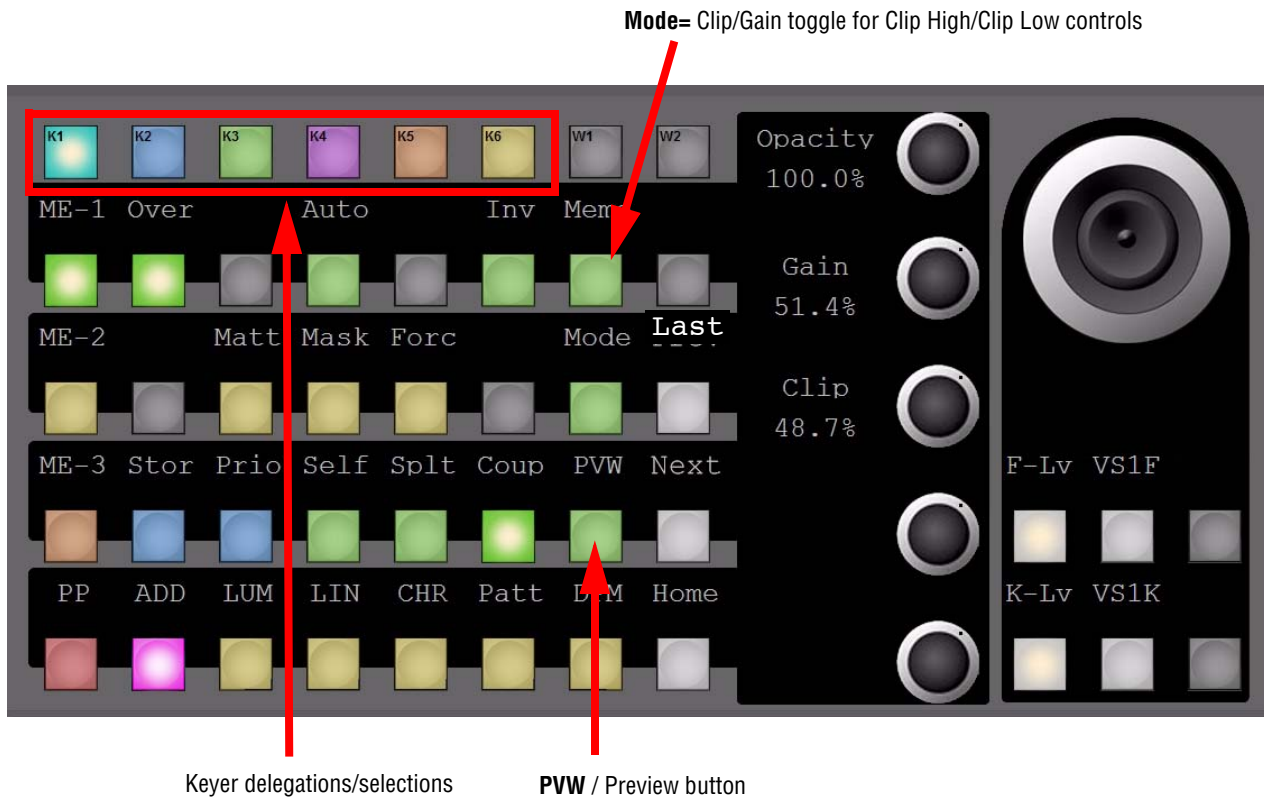 Mode= Clip/Gain toggle for Clip High/Clip Low controls
K1 K2 K3 K4 K5 K6 W1 W2
Opacity
100.0%
ME-1 Over Auto Inv
Gain
51.4%
ME-2 Matt Mask Forc Mode Last
Clip
48.7%
ME-3 Stor Prio Self Splt Coup PVW Next
F-Lv VS1F
PP ADD LUM LIN CHR Patt Home
K-Lv VS1K
Keyer delegations/selections
PVW / Preview button